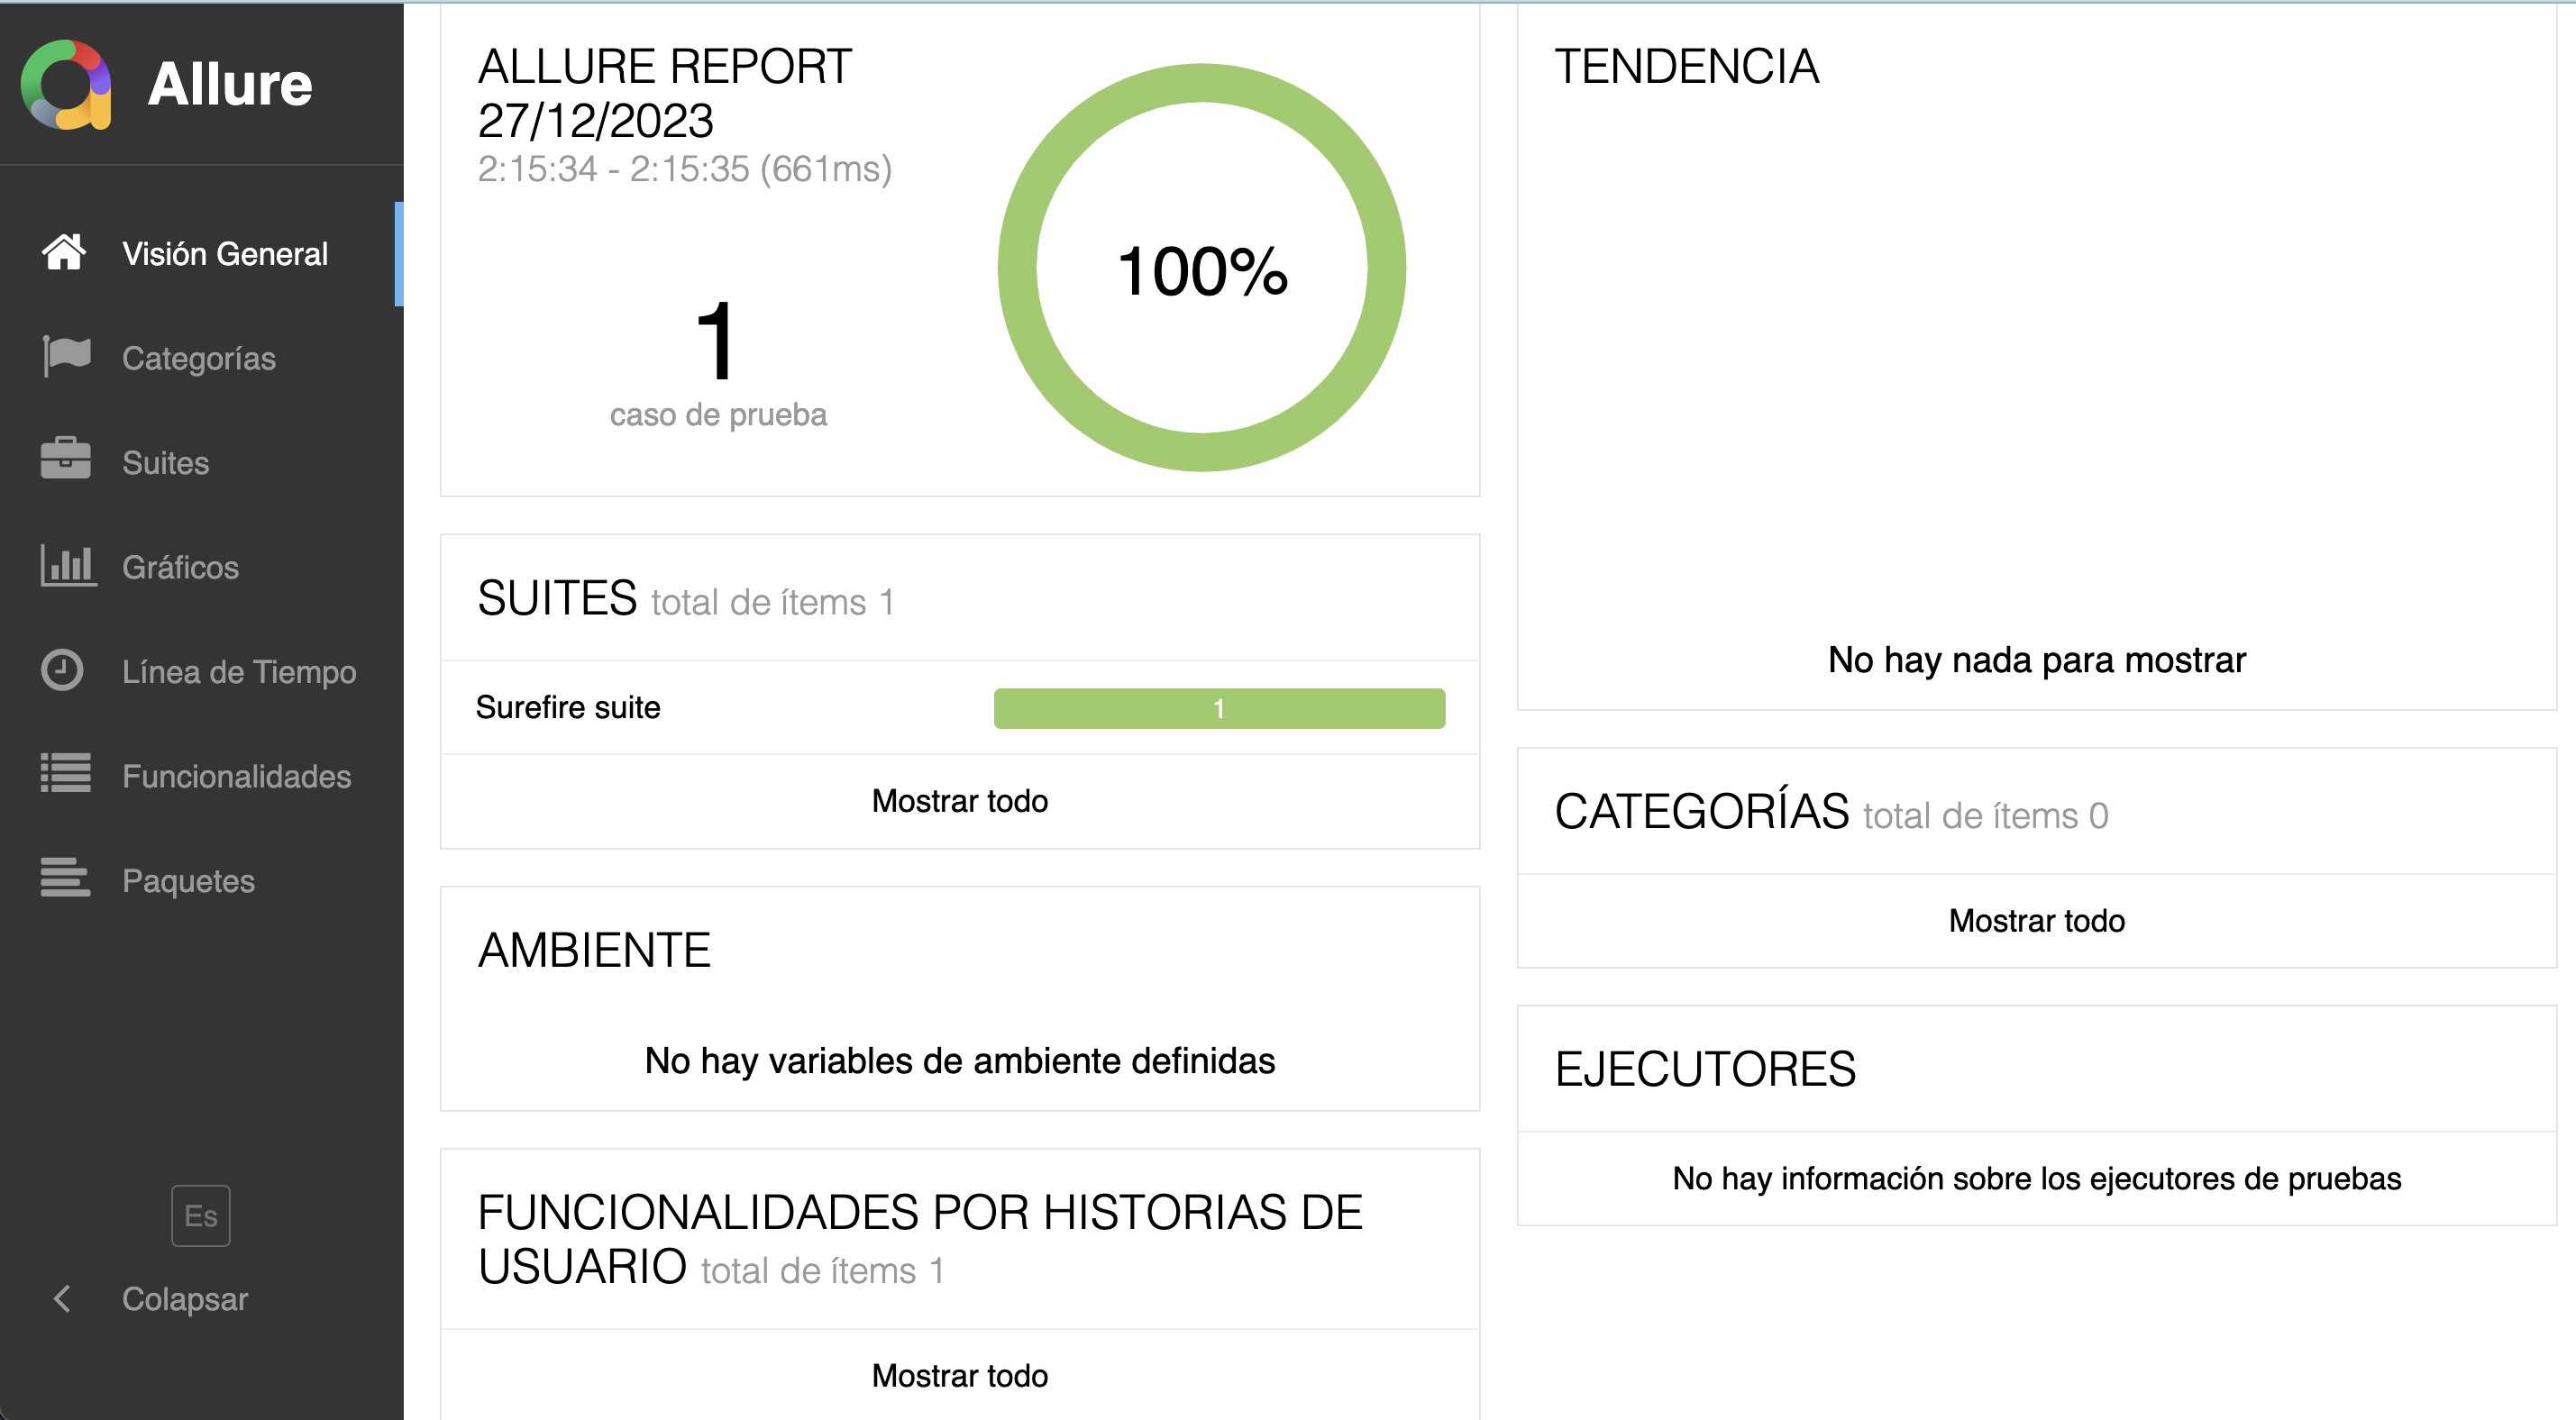 Allure
Visión General
Categorías
Suites
Gráficos
Línea de Tiempo
Funcionalidades
Paquetes
Es
Colapsar
ALLURE REPORT
27/12/2023
2:15:34 - 2:15:35 (661ms)
1
caso de prueba
100%
SUITES total de ítems 1
Surefire suite 1
Mostrar todo
AMBIENTE
No hay variables de ambiente definidas
FUNCIONALIDADES POR HISTORIAS DE
USUARIO total de ítems 1
Mostrar todo
TENDENCIA
No hay nada para mostrar
CATEGORÍAS total de ítems 0
Mostrar todo
EJECUTORES
No hay información sobre los ejecutores de pruebas